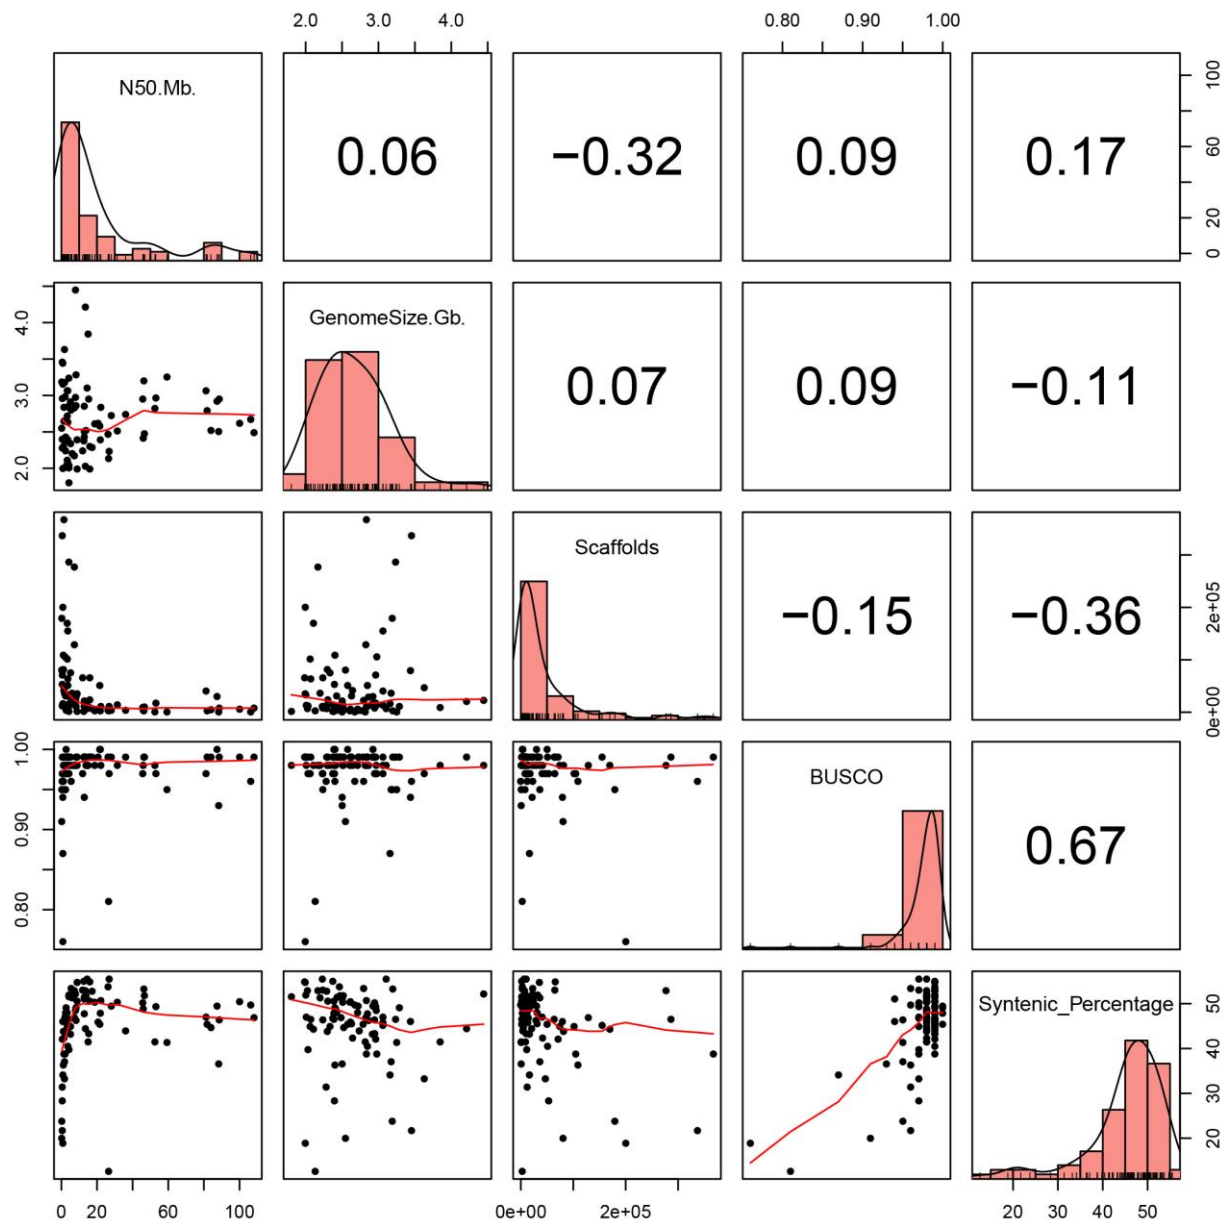 2.0 3.0 4.0 0.80 0.90 1.00
N50.Mb. 0.06 −0.32 0.09 0.17 0 20 60 100
2.0 3.0 4.0 GenomeSize.Gb. 0.07 0.09 −0.11
Scaffolds −0.15 −0.36 0e+00 2e+05
0.80 0.90 1.00 BUSCO 0.67
Syntenic_Percentage 20 30 40 50
0 20 60 100 0e+00 2e+05 20 30 40 50